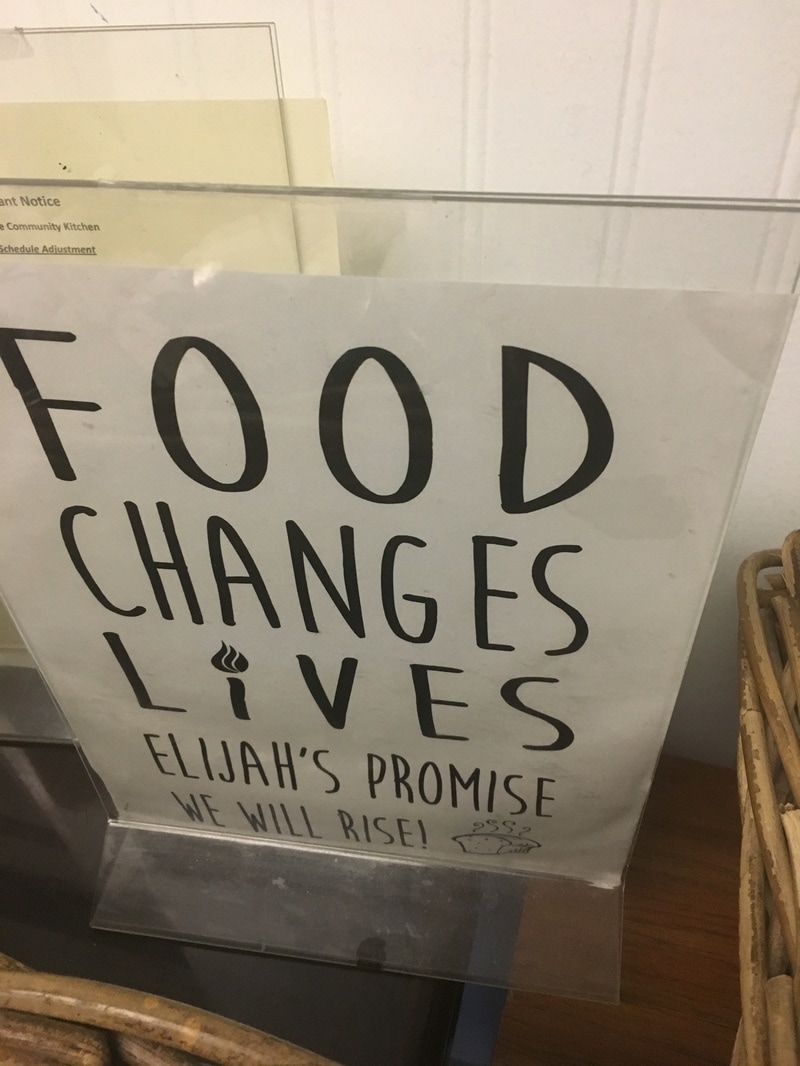 ant Notice
e Community Kitchen
Schedule Adjustment
FOOD
CHANGES
LIVES
ELIJAH'S PROMISE
WE WILL RISE!